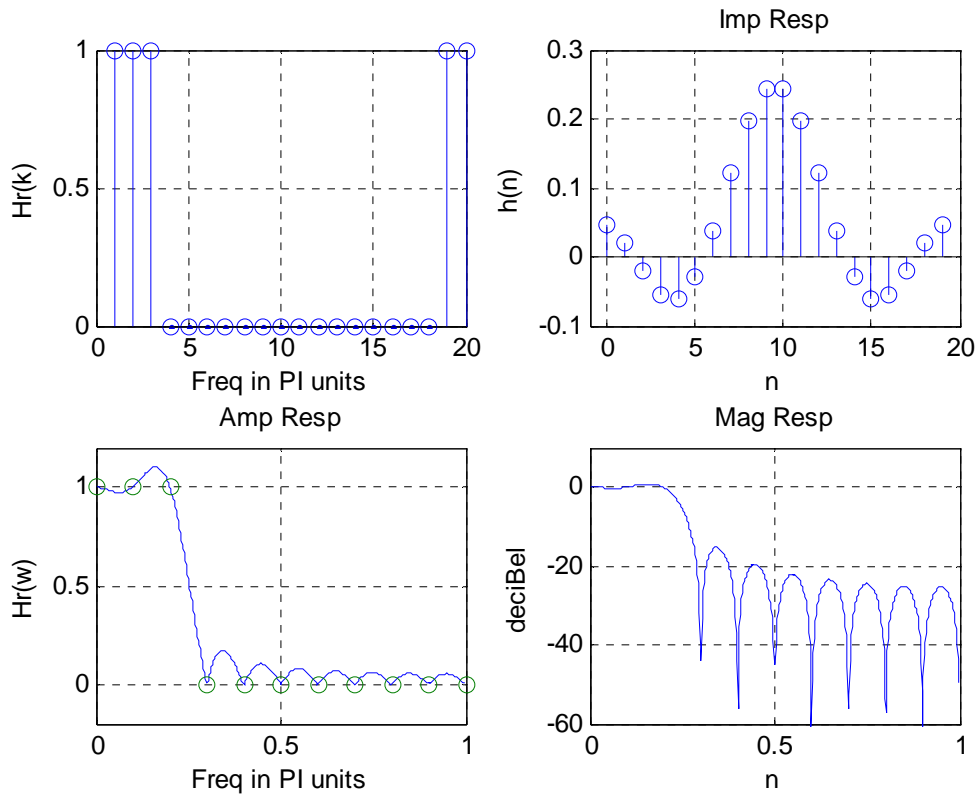 Imp Resp
1
0.5
0
Hr(k)
0 5 10 15 20
Freq in PI units
0.3
0.2
0.1
0
-0.1
h(n)
0 5 10 15 20
n
Amp Resp
1
0.5
0
Hr(w)
0 0.5 1
Freq in PI units
Mag Resp
0
-20
-40
-60
deciBel
0 0.5 1
n